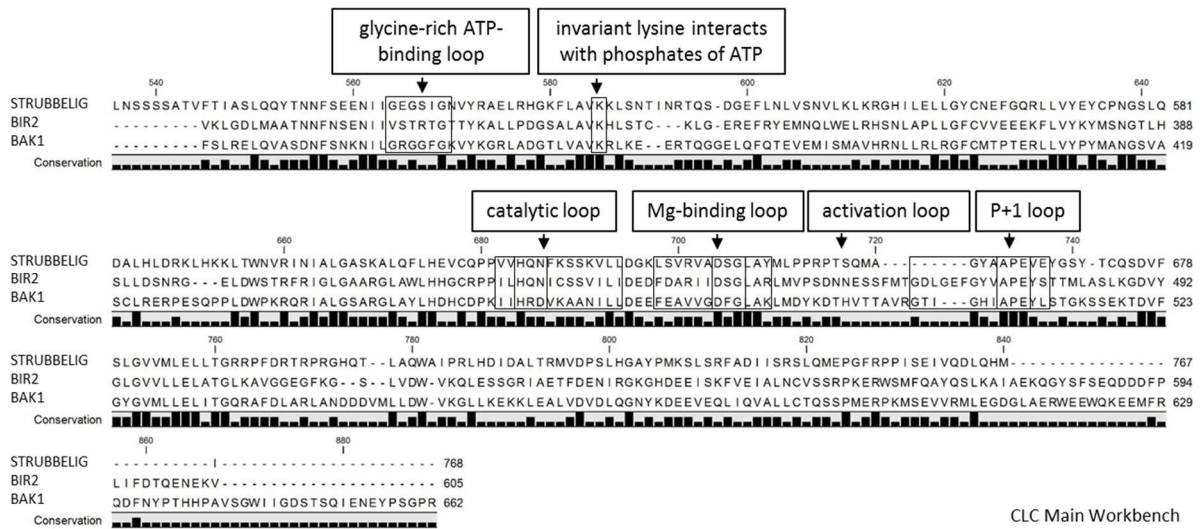 glycine-rich ATP-
binding loop
invariant lysine interacts
with phosphates of ATP
540 560 580 600 620 640
STRUBBELIG LNSSSSATVFTIASLQQYTNNFSEENIIGEGSIGNVYRAELRHGKFLAVKKLSNTINRTQS-DGEFLNLVSNVLKLKRGHILELLGYCNEFGQRLLVYEYCPNGSLQ 581
BIR2 ---------VKLGDLMAATNNFNSENIIVSTRTGTTYKALLPDGSALAVKHLSTC---KLG-EREFRYEMNQLWELRHSNLAPLLGFCVVEEEKFLVYKYMSNGTLH 388
BAK1 ---------FSLRELQVASDNFSNKNILGRGGFGKVYKGRLADGTLVAVKRLKE--ERTQGGELQFQTEVEMISMAVHRNLLRLRGFCMTPTERLLVYPYMANGSVA 419
Conservation
catalytic loop Mg-binding loop activation loop P+1 loop
660 680 700 720 740
STRUBBELIG DALHLDRKLHKKLTWNVRINIALGASKALQFLHEVCQPPVVHQNFKSSKVLLDGKLSVRVADSGLAYMLPPRPTSQMA-------GYAAPEVEYGSY-TCQSDVF 678
BIR2 SLLDSNRG---ELDWSTRFRIGLGAARGLAWLHHGCRPPILHQNICSSVILIDEDFDARIIDSGLARLMVPSDNNESSFMTGDLGEFGYVAPEYSTTMLASLKGDVY 492
BAK1 SCLRERPESQPPLDWPKRQRIALGSARGLAYLHDHCDPKIIHRDVKAANILLDEEFEAVVGDFGLAKLMDYKDTHVTTAVRGTI----GHIAPEYLSTGKSSEKTDVF 523
Conservation
760 780 800 820 840
STRUBBELIG SLGVVMLELLTGRRPFDRTRPRGHQT--LAQWAIPRLHDIDALTRMVDPSLHGAYPMKSLSRFADIISRSLQMEPGFRPPISEIVQDLQHM---------------- 767
BIR2 GLGVVLLELATGLKAVGGEGFKG--S--LVDW-VKQLESSGRIAETFDENIRGKGHDEEISKFVEIALNCVSSRPKERWSMFQAYQSLKAIAEKQGYSFSEQDDDFP 594
BAK1 GYGVMLLELITGQRAFDLARLANDDDVMLLDW-VKGLLKEKKLEALVDVDLQGNYKDEEVEQLIQVALLCTQSSPMERPKMSEVVRMLEGDGLAERWEEWQKEEMFR 629
Conservation
860 880
STRUBBELIG ----------I---------------------- 768
BIR2 LIFDTQENEKV---------------------- 605
BAK1 QDFNYPTHHPAVSGWIIGDSTSQIENEYPSGPR 662
Conservation
CLC Main Workbench